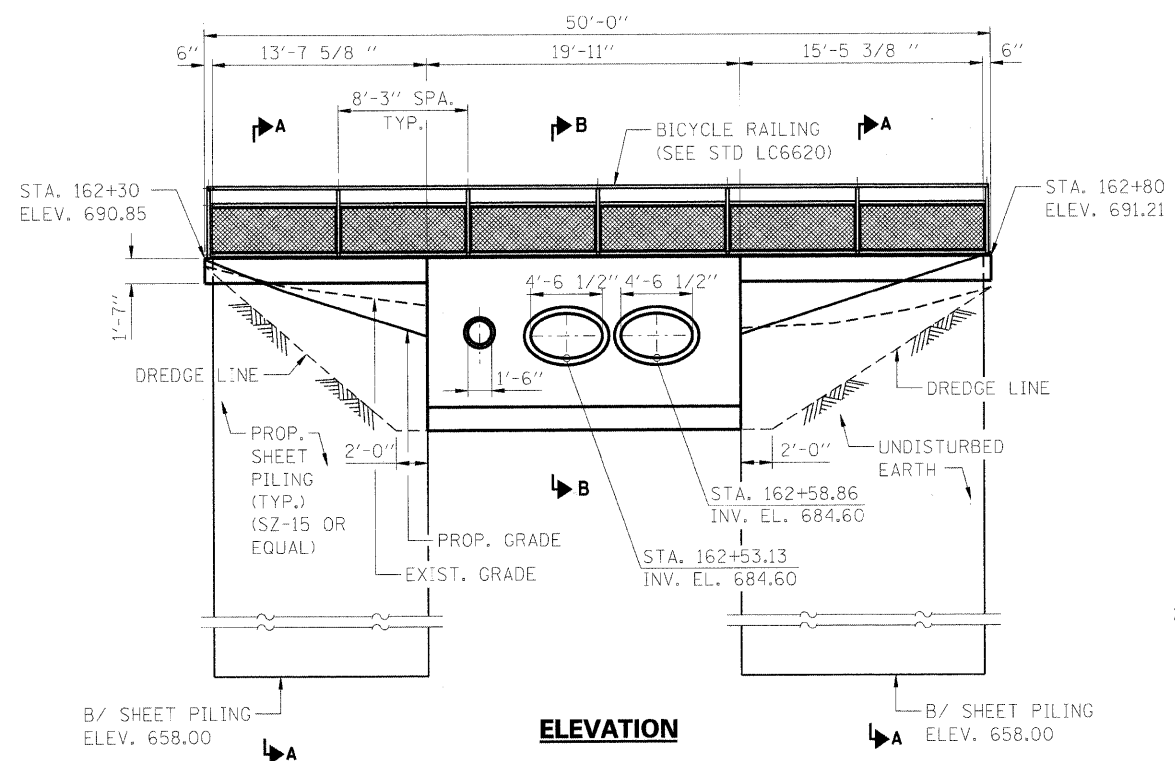 50'-0"
6" 13'-7 5/8 " 19'-11" 15'-5 3/8 " 6"
8'-3" SPA.
TYP.
A B A
BICYCLE RAILING
(SEE STD LC6620)
STA. 162+30
ELEV. 690.85
STA. 162+80
ELEV. 691.21
4'-6 1/2" 4'-6 1/2"
1'-7"
DREDGE LINE
1'-6"
DREDGE LINE
PROP.
SHEET
PILING
(TYP.)
(SZ-15 OR
EQUAL)
2'-0"
2'-0"
UNDISTURBED
EARTH
B
STA. 162+58.86
INV. EL. 684.60
PROP. GRADE
STA. 162+53.13
INV. EL. 684.60
EXIST. GRADE
B/ SHEET PILING
ELEV. 658.00
A
ELEVATION
B/ SHEET PILING
ELEV. 658.00
A